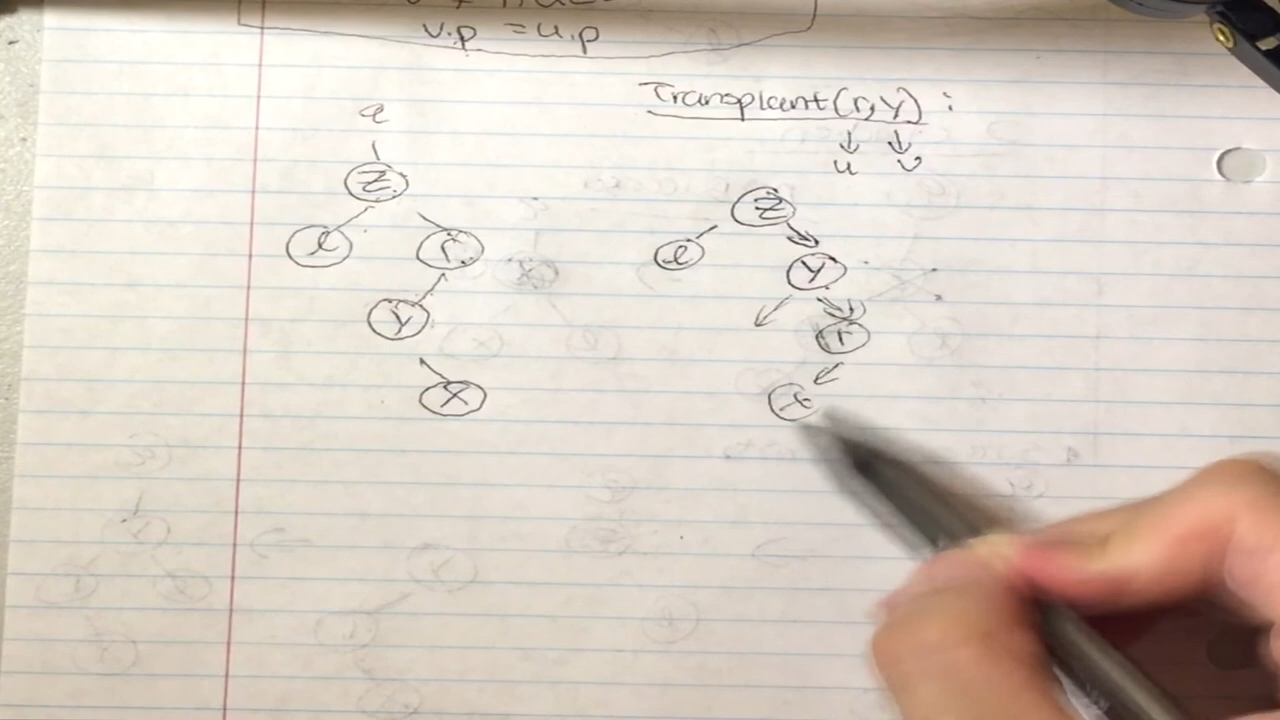 v.p = u.p
Transplant(r,y) :
u v
z
l r
y
x
z
l
y
r
x